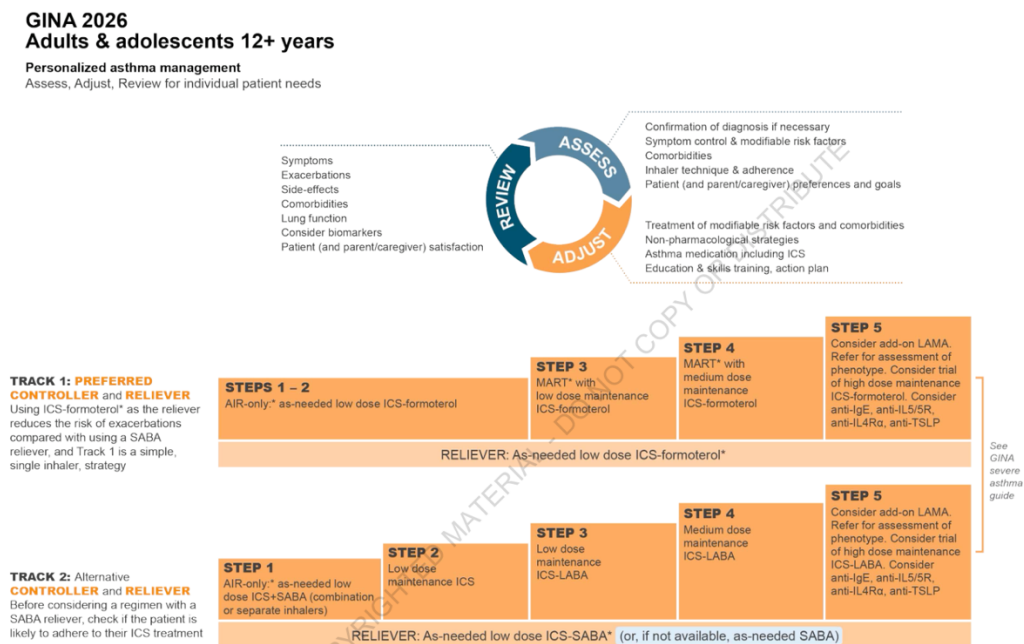 GINA 2026
Adults & adolescents 12+ years
Personalized asthma management
Assess, Adjust, Review for individual patient needs
Symptoms
Exacerbations
Side-effects
Comorbidities
Lung function
Consider biomarkers
Patient (and parent/caregiver) satisfaction
REVIEW
ASSESS
ADJUST
Confirmation of diagnosis if necessary
Symptom control & modifiable risk factors
Comorbidities
Inhaler technique & adherence
Patient (and parent/caregiver) preferences and goals
Treatment of modifiable risk factors and comorbidities
Non-pharmacological strategies
Asthma medication including ICS
Education & skills training, action plan
TRACK 1: PREFERRED
CONTROLLER and RELIEVER
Using ICS-formoterol* as the reliever
reduces the risk of exacerbations
compared with using a SABA
reliever, and Track 1 is a simple,
single inhaler, strategy
STEPS 1 – 2
AIR-only:* as-needed low dose ICS-formoterol
STEP 3
MART* with
low dose maintenance
ICS-formoterol
STEP 4
MART* with
medium dose
maintenance
ICS-formoterol
STEP 5
Consider add-on LAMA.
Refer for assessment of
phenotype. Consider trial
of high dose maintenance
ICS-formoterol. Consider
anti-IgE, anti-IL5/5R,
anti-IL4Rα, anti-TSLP
RELIEVER: As-needed low dose ICS-formoterol*
See
GINA
severe
asthma
guide
TRACK 2: Alternative
CONTROLLER and RELIEVER
Before considering a regimen with a
SABA reliever, check if the patient is
likely to adhere to their ICS treatment
STEP 1
AIR-only:* as-needed low
dose ICS+SABA (combination
or separate inhalers)
STEP 2
Low dose
maintenance ICS
STEP 3
Low dose
maintenance
ICS-LABA
STEP 4
Medium dose
maintenance
ICS-LABA
STEP 5
Consider add-on LAMA.
Refer for assessment of
phenotype. Consider trial
of high dose maintenance
ICS-LABA. Consider
anti-IgE, anti-IL5/5R,
anti-IL4Rα, anti-TSLP
RELIEVER: As-needed low dose ICS-SABA* (or, if not available, as-needed SABA)
COPYRIGHTED MATERIAL - DO NOT COPY OR DISTRIBUTE